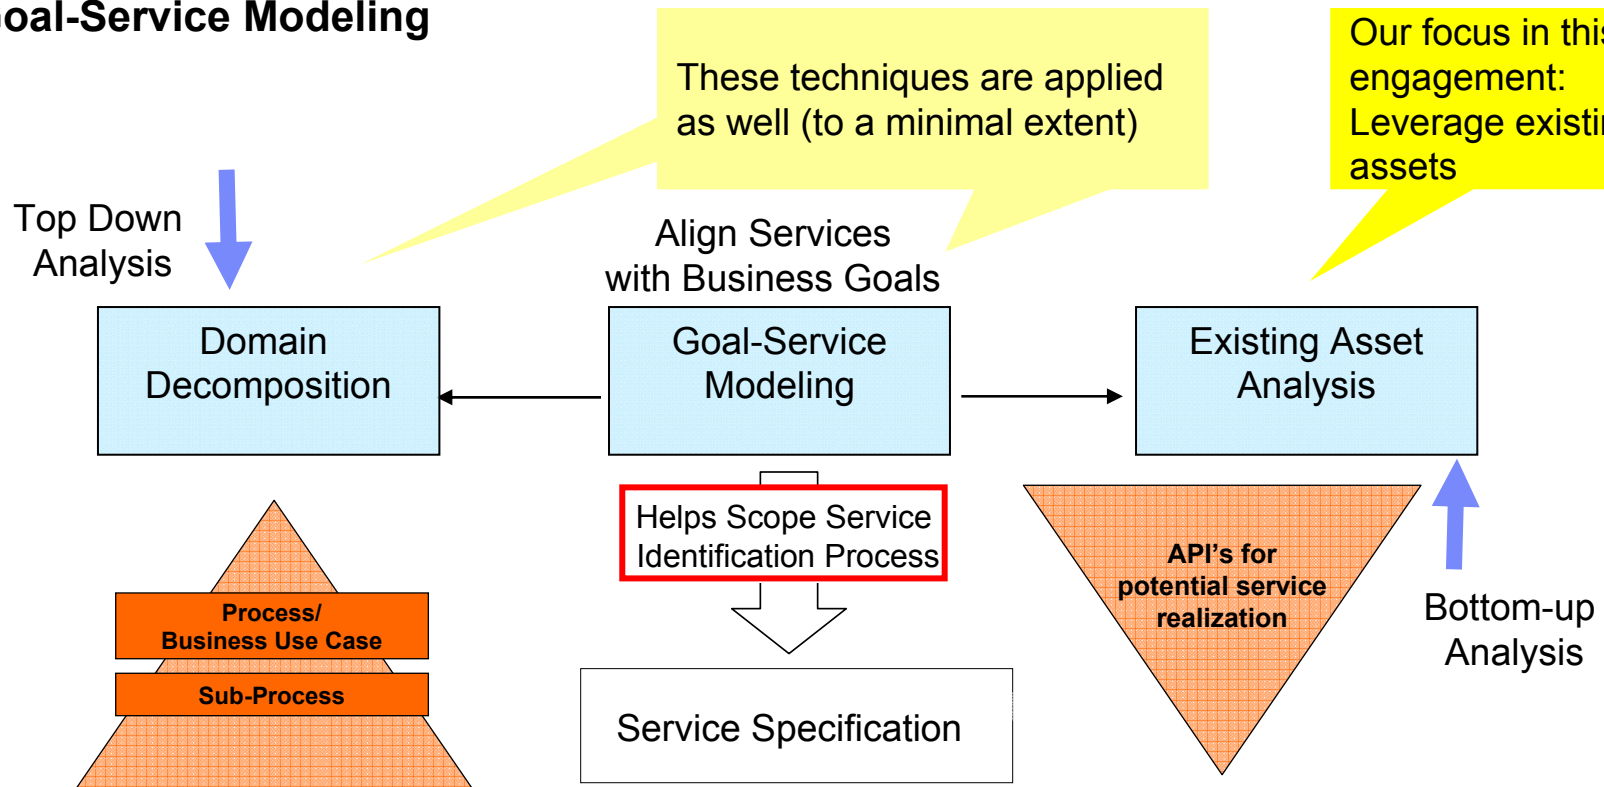 oal-Service Modeling
These techniques are applied
as well (to a minimal extent)
Our focus in this
engagement:
Leverage existin
assets
Top Down
Analysis
Align Services
with Business Goals
Domain
Decomposition
Goal-Service
Modeling
Existing Asset
Analysis
Helps Scope Service
Identification Process
Process/
Business Use Case
Sub-Process
API's for
potential service
realization
Bottom-up
Analysis
Service Specification